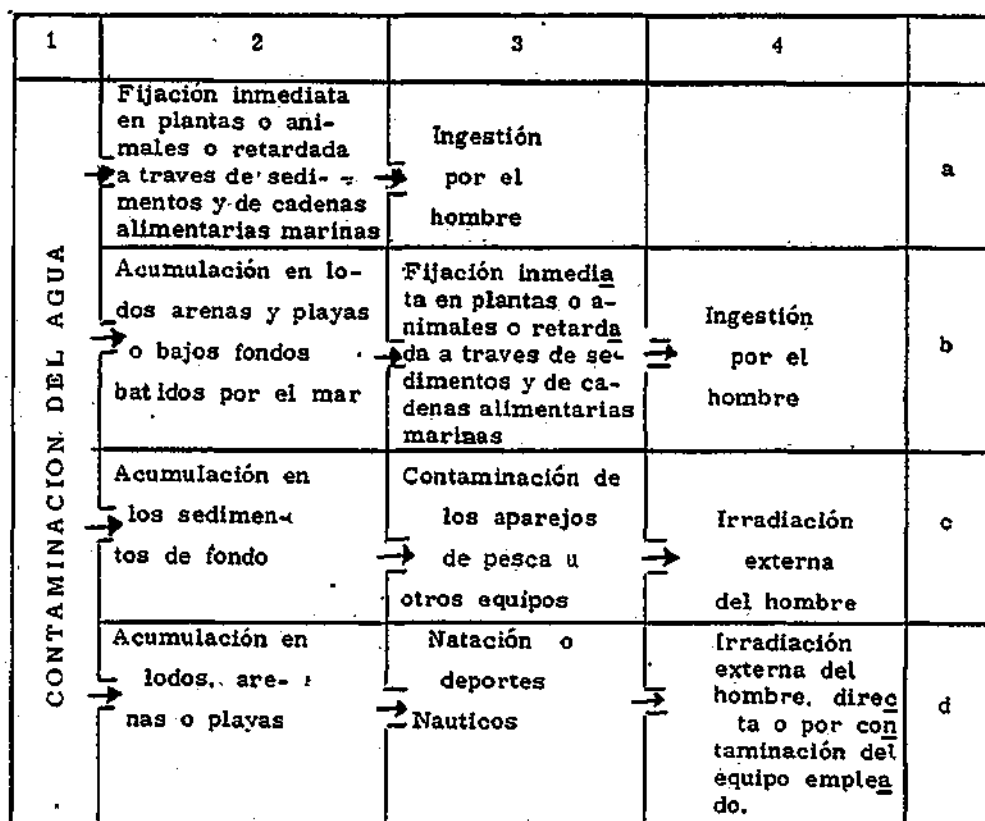 1
2
3
4
CONTAMINACION DEL AGUA
Fijación inmediata
en plantas o ani-
males o retardada
a traves de sedi-
mentos y de cadenas
alimentarias marinas
Ingestión
por el
hombre
a
Acumulación en lo-
dos arenas y playas
o bajos fondos
batidos por el mar
Fijación inmedia
ta en plantas o a-
nimales o retarda
da a traves de se-
dimentos y de ca-
denas alimentarias
marinas
Ingestión
por el
hombre
b
Acumulación en
los sedimen-
tos de fondo
Contaminación de
los aparejos
de pesca u
otros equipos
Irradiación
externa
del hombre
c
Acumulación en
lodos, are-
nas o playas
Natación o
deportes
Nauticos
Irradiación
externa del
hombre, direc
ta o por con
taminación del
equipo emplea
do.
d